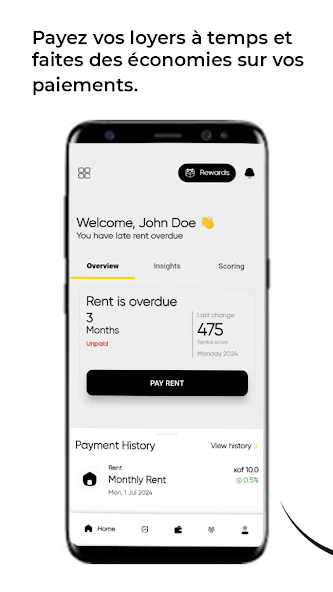 Payez vos loyers à temps et
faites des économies sur vos
paiements.
Rewards
Welcome, John Doe 👋
You have late rent overdue
Overview Insights Scoring
Rent is overdue
3
Months
Unpaid
Last change
475
Rental score
Monday 2024
PAY RENT
Payment History View history >
Rent
Monthly Rent
Mon, 1 Jul 2024
xof 10.0
0.5%
Home